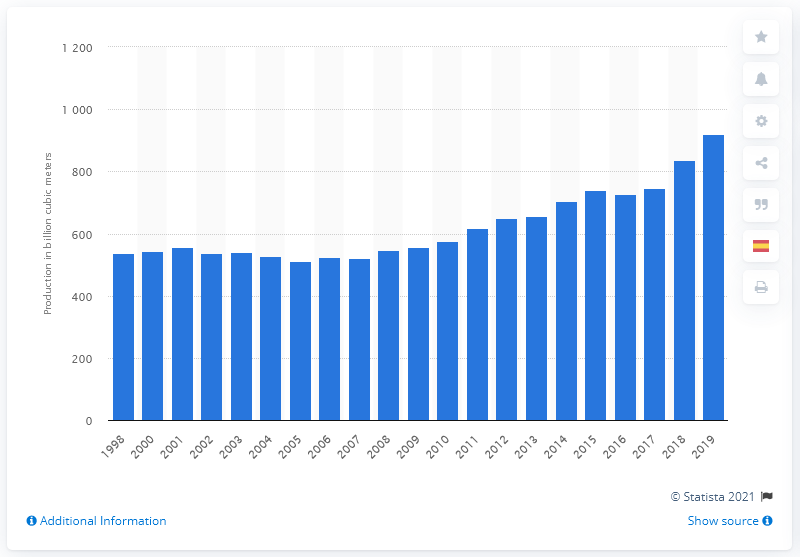 1 200
1 000
800
600
400
200
0
Production in billion cubic meters
1998 2000 2001 2002 2003 2004 2005 2006 2007 2008 2009 2010 2011 2012 2013 2014 2015 2016 2017 2018 2019
© Statista 2021
Additional Information
Show source